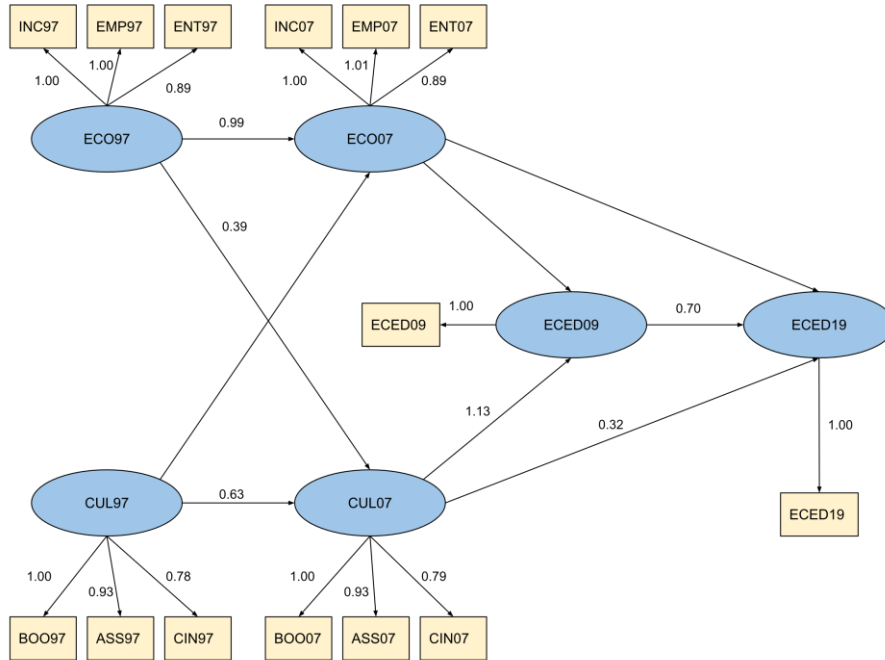 INC97 EMP97 ENT97 INC07 EMP07 ENT07
1.00 1.00 0.89 1.00 1.01 0.89
ECO97 0.99 ECO07
0.39
ECED09 1.00 ECED09 0.70 ECED19
1.13 0.32 1.00
CUL97 0.63 CUL07 ECED19
1.00 0.93 0.78 1.00 0.93 0.79
BOO97 ASS97 CIN97 BOO07 ASS07 CIN07